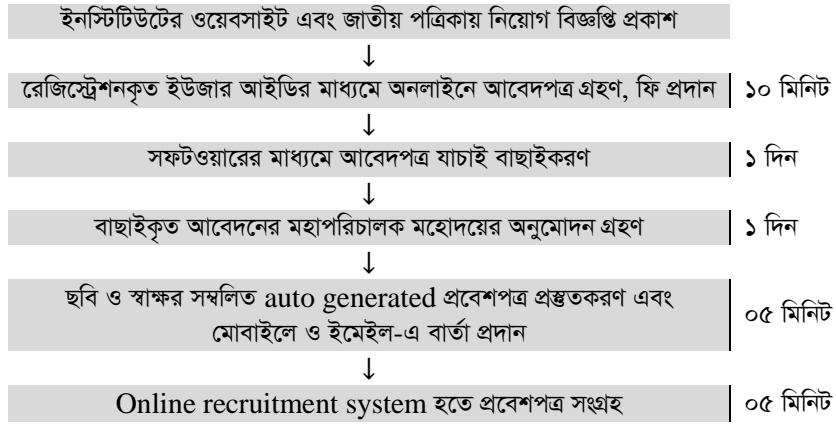 ইনস্টিটিউটের ওয়েবসাইট এবং জাতীয় পত্রিকায় নিয়োগ বিজ্ঞপ্তি প্রকাশ
↓
রেজিস্ট্রেশনকৃত ইউজার আইডির মাধ্যমে অনলাইনে আবেদপত্র গ্রহণ, ফি প্রদান ১০ মিনিট
↓
সফটওয়ারের মাধ্যমে আবেদপত্র যাচাই বাছাইকরণ ১ দিন
↓
বাছাইকৃত আবেদনের মহাপরিচালক মহোদয়ের অনুমোদন গ্রহণ ১ দিন
↓
ছবি ও স্বাক্ষর সম্বলিত auto generated প্রবেশপত্র প্রস্তুতকরণ এবং
মোবাইলে ও ইমেইল-এ বার্তা প্রদান ০৫ মিনিট
↓
Online recruitment system হতে প্রবেশপত্র সংগ্রহ ০৫ মিনিট